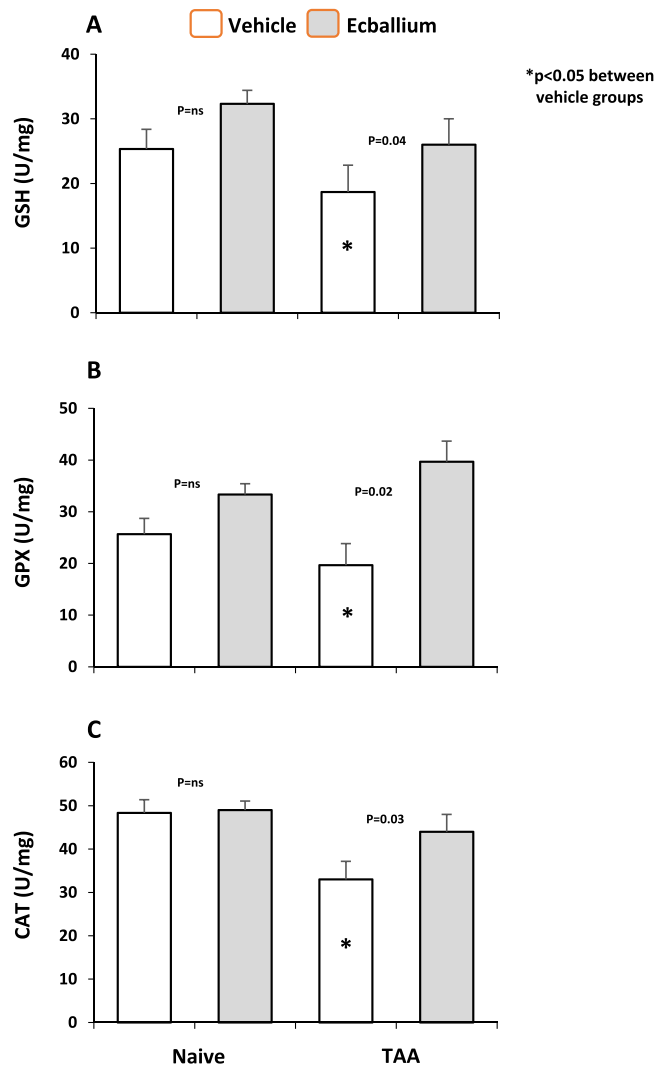 A
Vehicle Ecballium
*p<0.05 between
vehicle groups
GSH (U/mg)
40
30
20
10
0
P=ns
P=0.04
*
B
GPX (U/mg)
50
40
30
20
10
0
P=ns
P=0.02
*
C
CAT (U/mg)
60
50
40
30
20
10
0
P=ns
P=0.03
*
Naive TAA